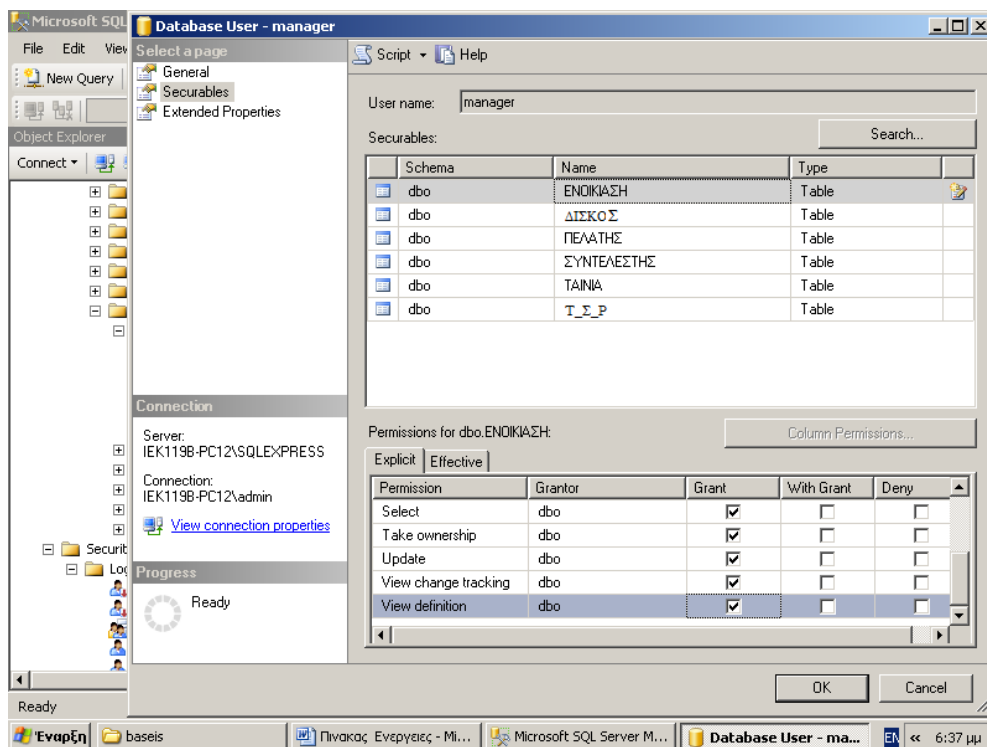 Microsoft SQL
File Edit View
New Query
Object Explorer
Connect
Securit
Log
Ready
Database User - manager
Select a page
General
Securables
Extended Properties
Connection
Server:
IEK119B-PC12\SQLEXPRESS
Connection:
IEK119B-PC12\admin
View connection properties
Progress
Ready
Script Help
User name: manager
Securables: Search...
Schema Name Type
dbo ΕΝΟΙΚΙΑΣΗ Table
dbo ΔΙΣΚΟΣ Table
dbo ΠΕΛΑΤΗΣ Table
dbo ΣΥΝΤΕΛΕΣΤΗΣ Table
dbo ΤΑΙΝΙΑ Table
dbo Τ_Σ_Ρ Table
Permissions for dbo.ΕΝΟΙΚΙΑΣΗ: Column Permissions...
Explicit Effective
Permission Grantor Grant With Grant Deny
Select dbo
Take ownership dbo
Update dbo
View change tracking dbo
View definition dbo
OK Cancel
Έναρξη baseis Πινακας Ενεργειες - Mi... Microsoft SQL Server M... Database User - ma... EN « 6:37 μμ